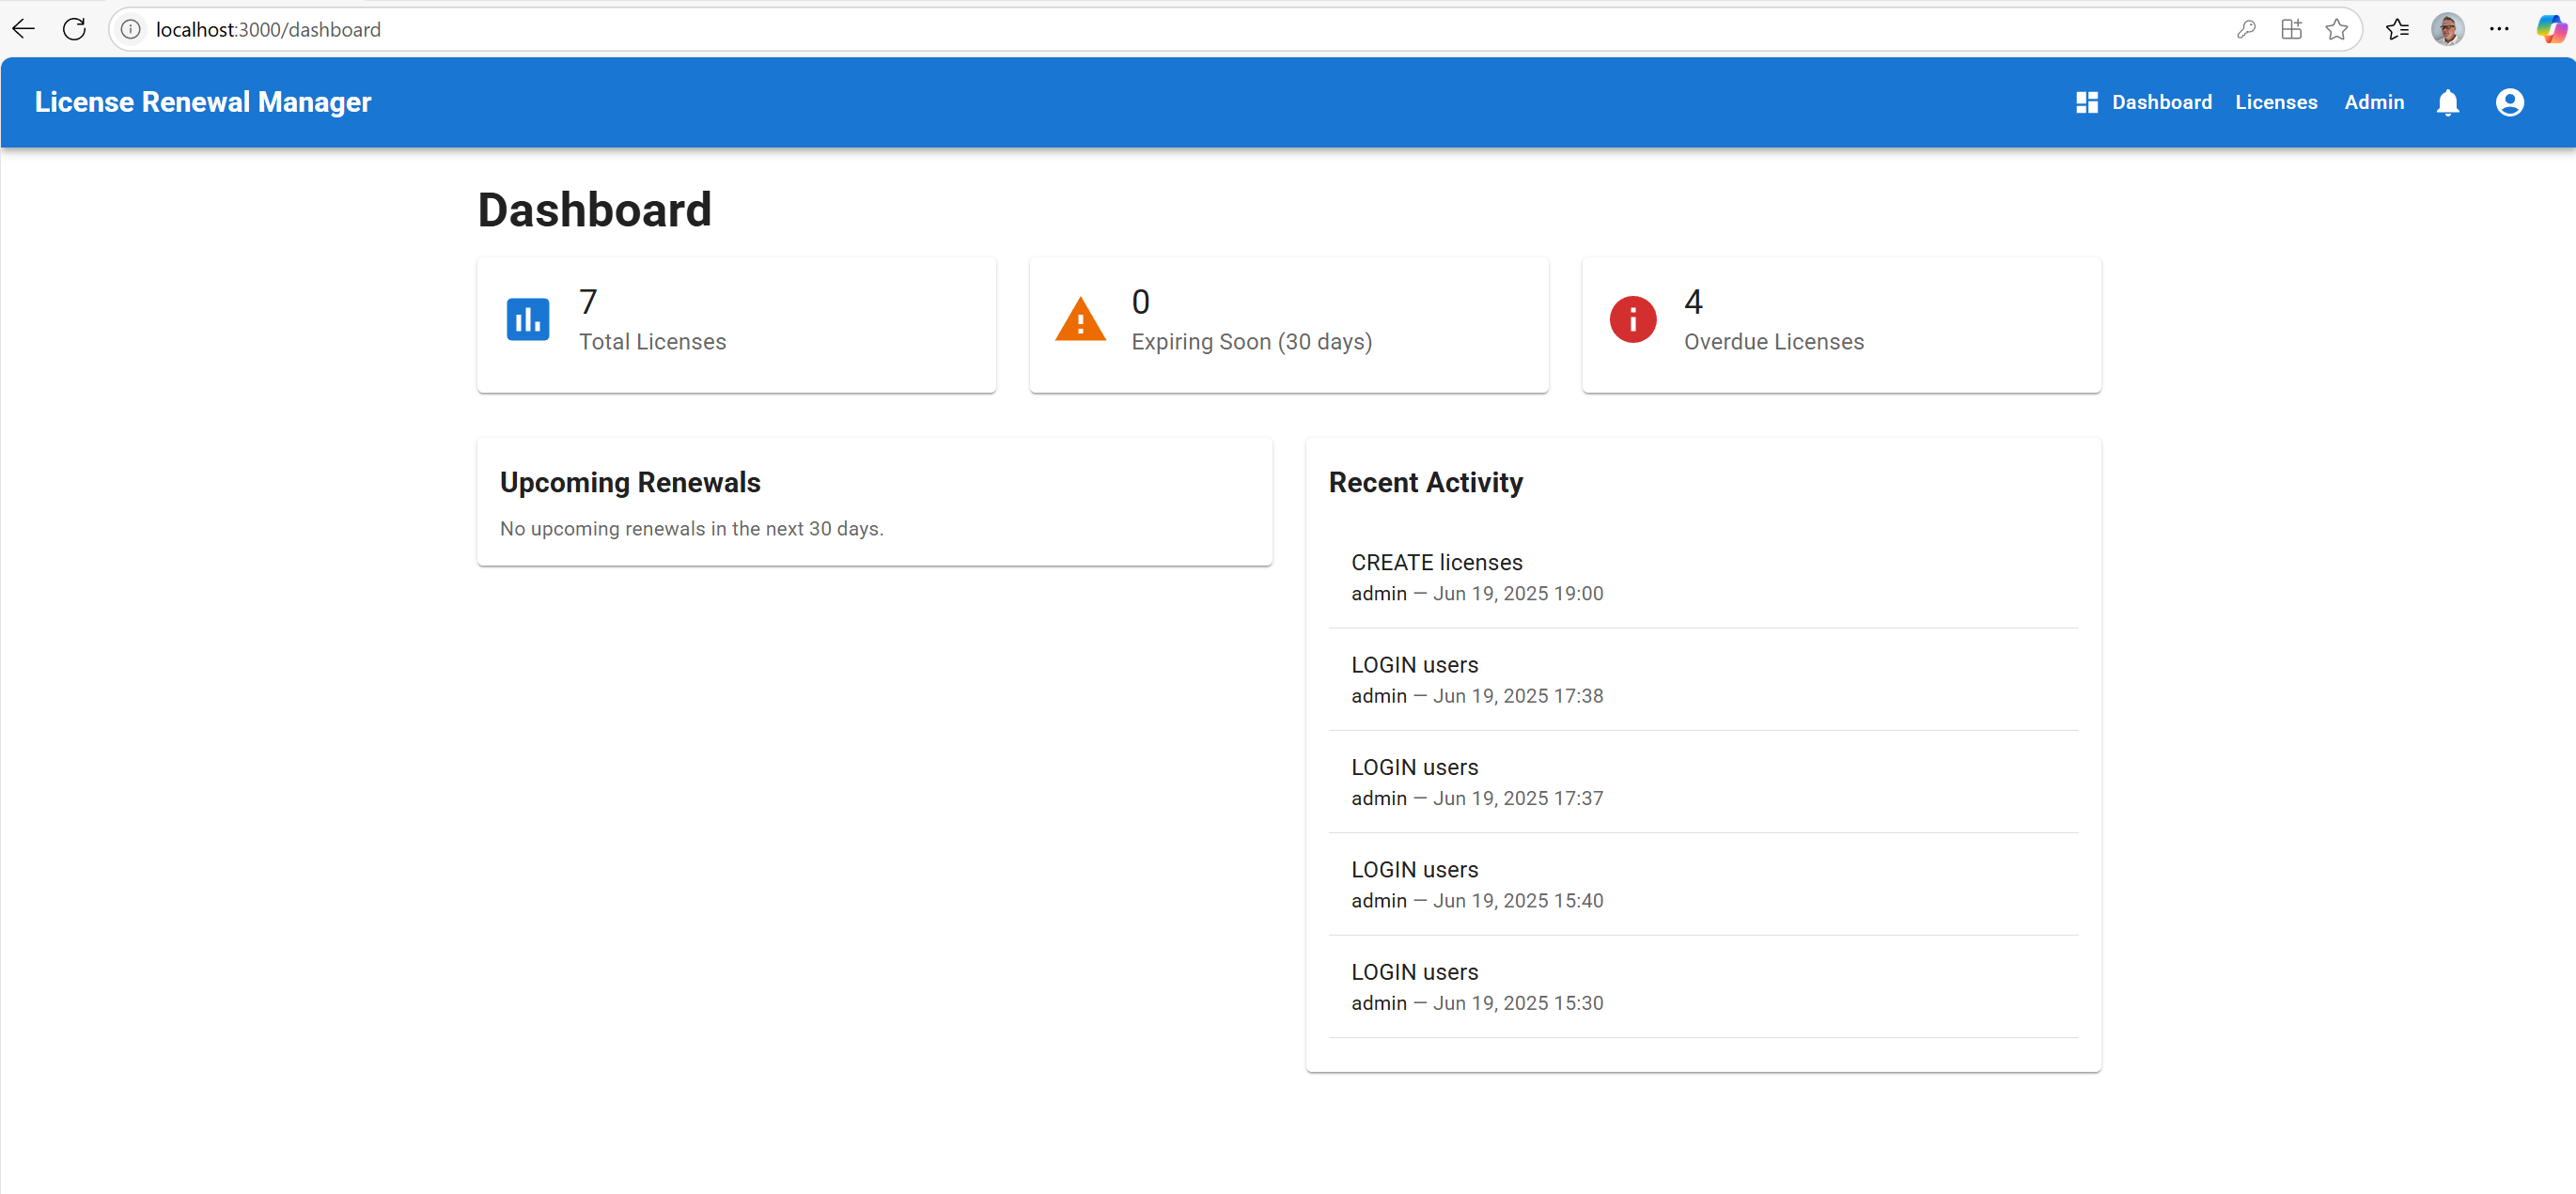 localhost:3000/dashboard
License Renewal Manager
Dashboard
Licenses
Admin
Dashboard
7
Total Licenses
0
Expiring Soon (30 days)
4
Overdue Licenses
Upcoming Renewals
No upcoming renewals in the next 30 days.
Recent Activity
CREATE licenses
admin — Jun 19, 2025 19:00
LOGIN users
admin — Jun 19, 2025 17:38
LOGIN users
admin — Jun 19, 2025 17:37
LOGIN users
admin — Jun 19, 2025 15:40
LOGIN users
admin — Jun 19, 2025 15:30